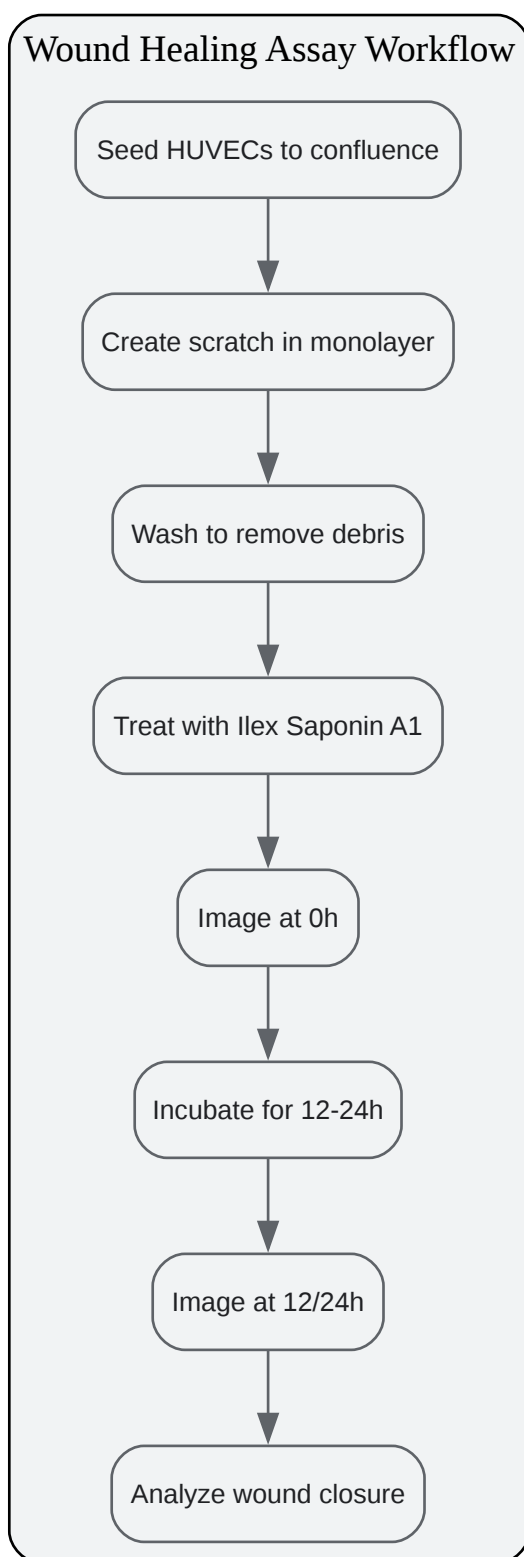 Wound Healing Assay Workflow
Seed HUVECs to confluence
Create scratch in monolayer
Wash to remove debris
Treat with Ilex Saponin A1
Image at 0h
Incubate for 12-24h
Image at 12/24h
Analyze wound closure